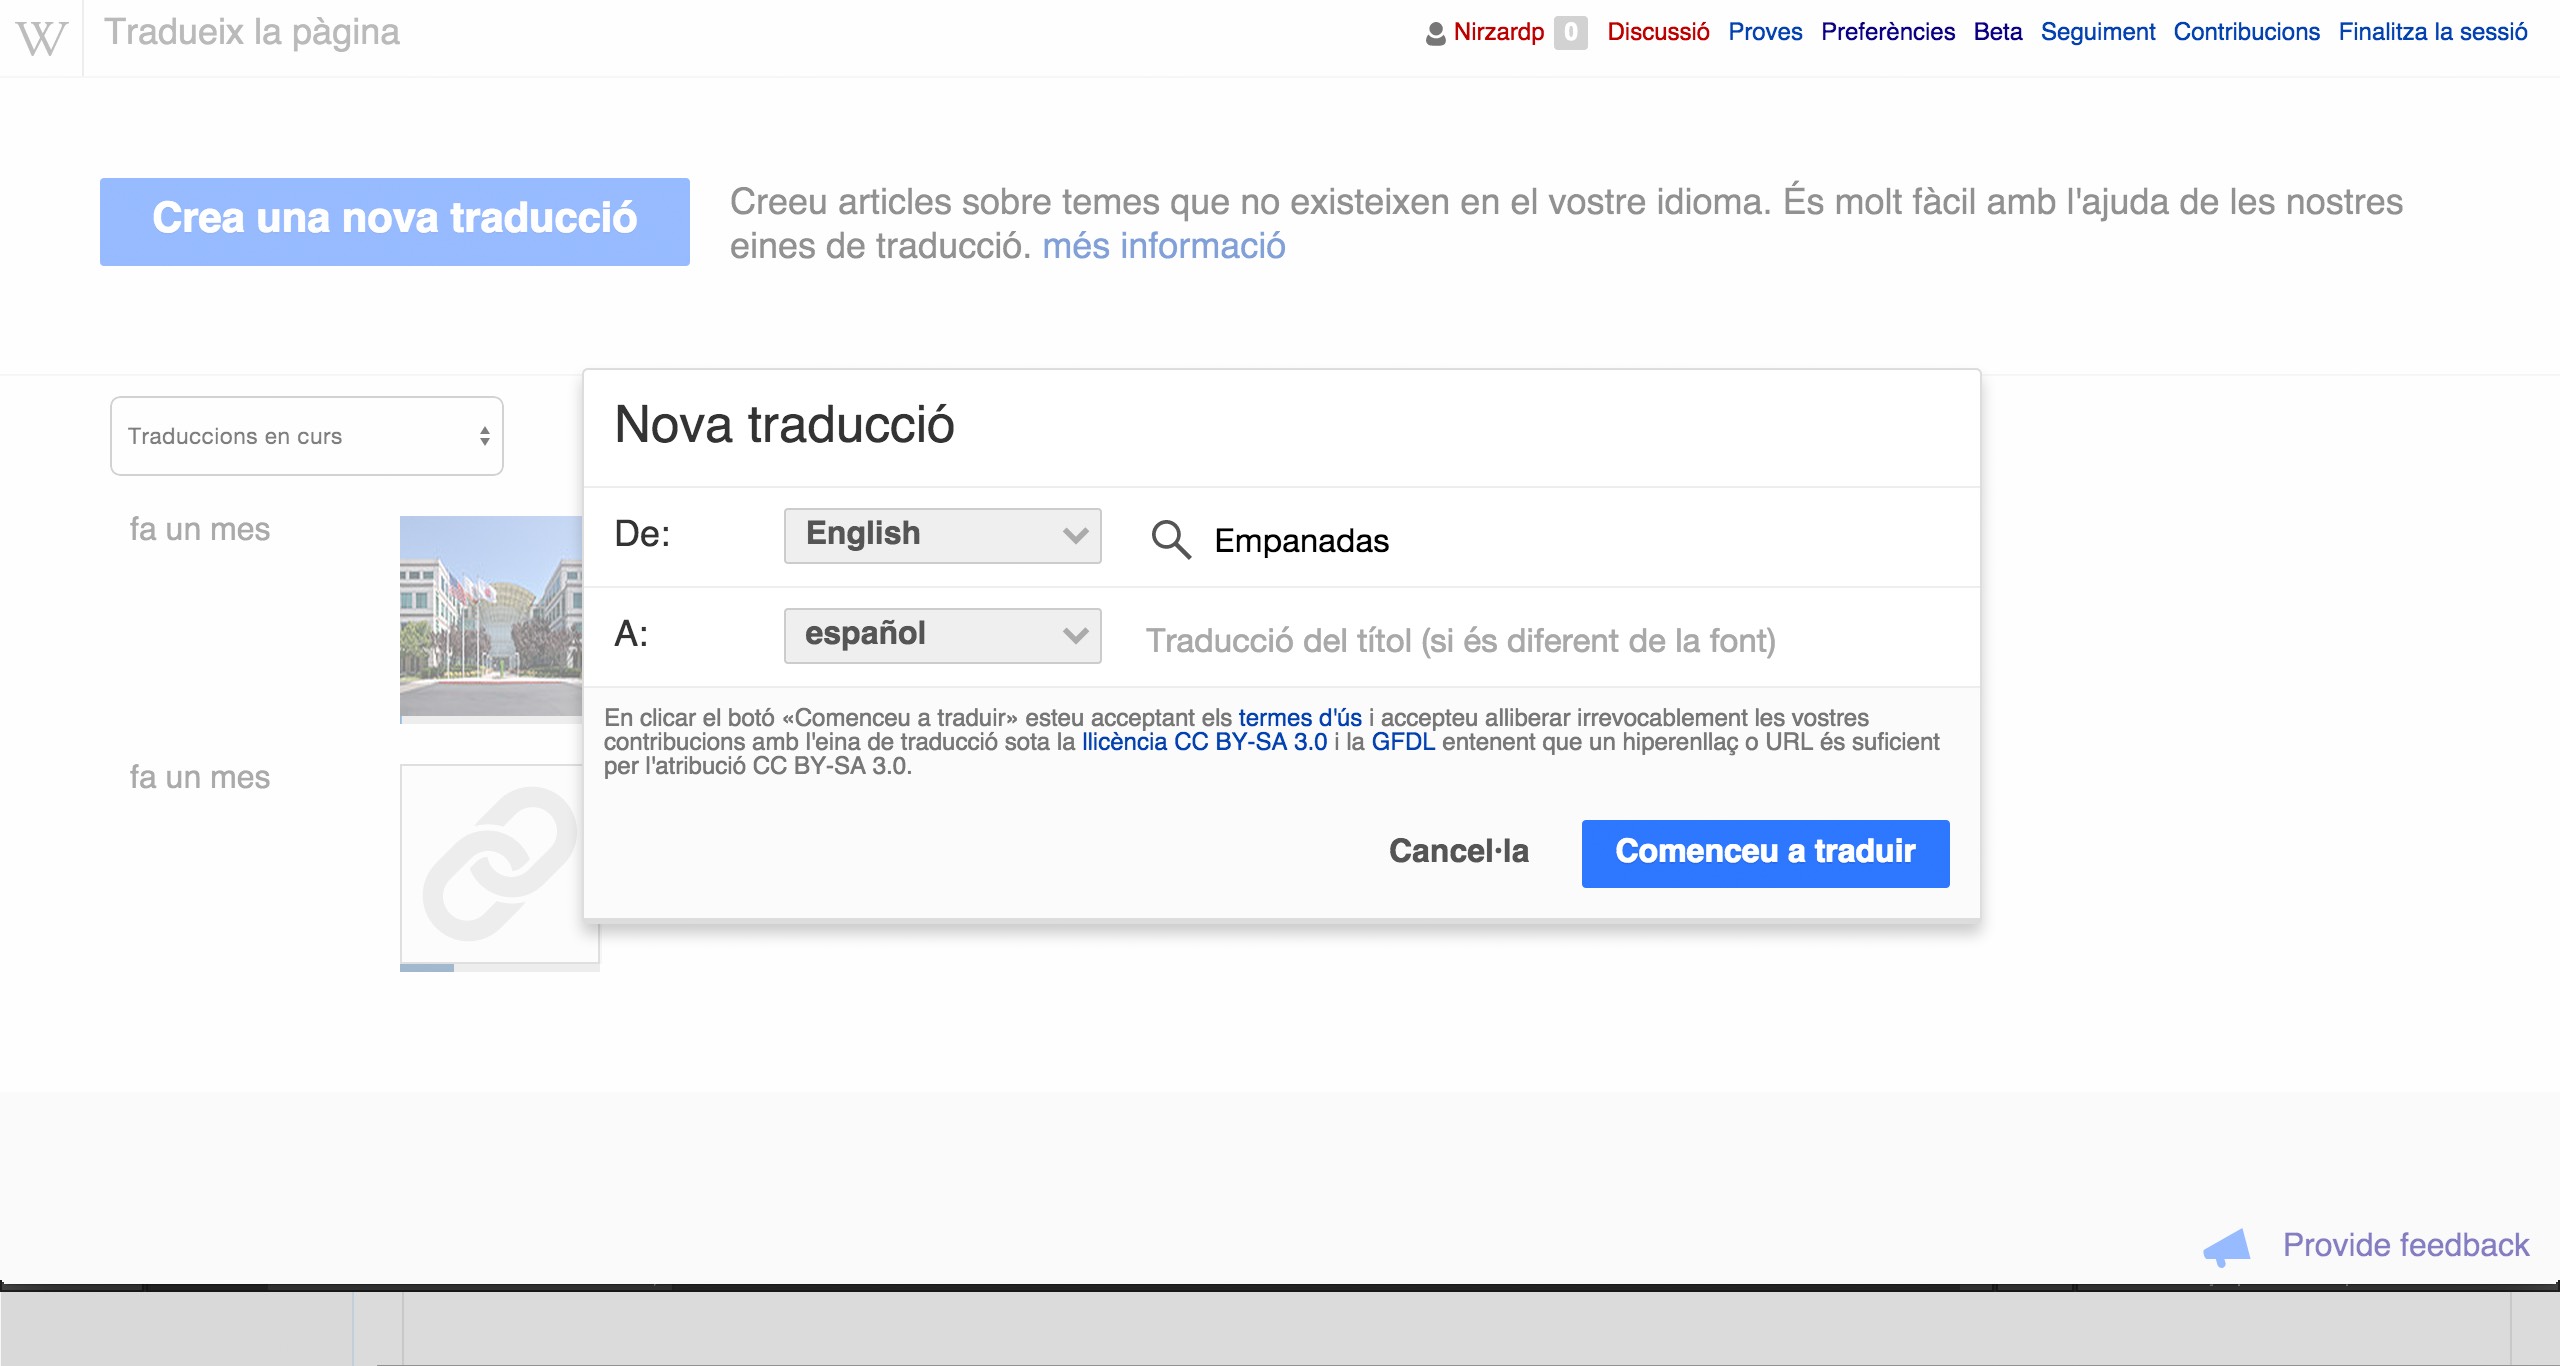 W
Tradueix la pàgina
Nirzardp 0 Discussió Proves Preferències Beta Seguiment Contribucions Finalitza la sessió
Crea una nova traducció
Creeu articles sobre temes que no existeixen en el vostre idioma. És molt fàcil amb l'ajuda de les nostres
eines de traducció. més informació
Traduccions en curs
fa un mes
fa un mes
Nova traducció
De: English Empanadas
A: español Traducció del títol (si és diferent de la font)
En clicar el botó «Comenceu a traduir» esteu acceptant els termes d'ús i accepteu alliberar irrevocablement les vostres
contribucions amb l'eina de traducció sota la llicència CC BY-SA 3.0 i la GFDL entenent que un hiperenllaç o URL és suficient
per l'atribució CC BY-SA 3.0.
Cancel·la Comenceu a traduir
Provide feedback